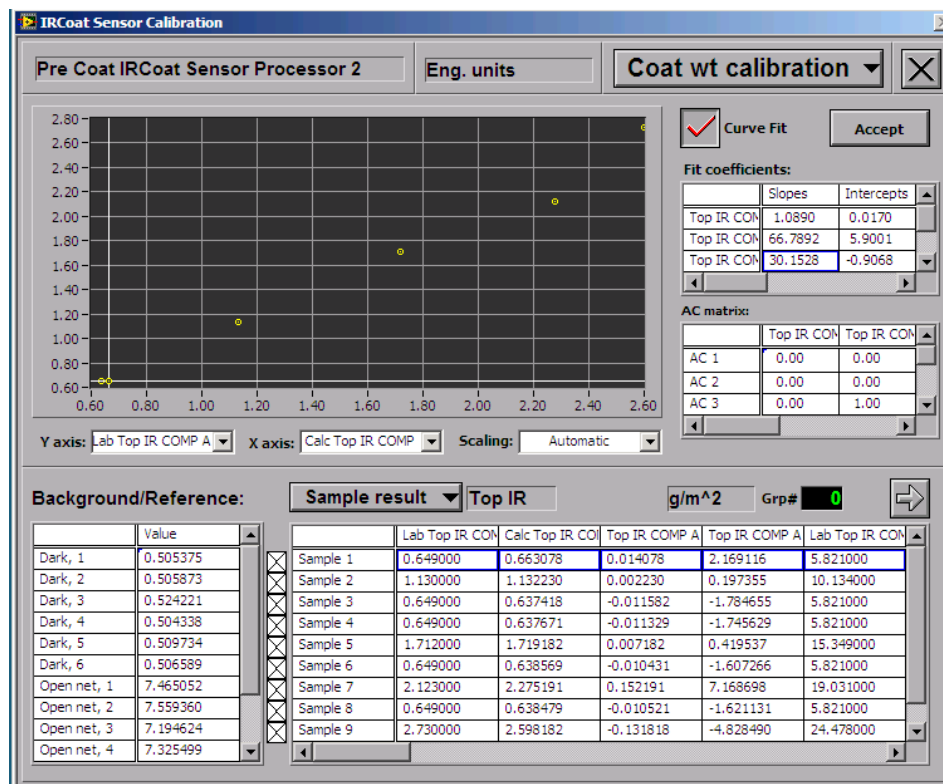 IRCoat Sensor Calibration
Pre Coat IRCoat Sensor Processor 2 Eng. units Coat wt calibration
2.80
2.60
2.40
2.20
2.00
1.80
1.60
1.40
1.20
1.00
0.80
0.60
0.60 0.80 1.00 1.20 1.40 1.60 1.80 2.00 2.20 2.40 2.60
Y axis: Lab Top IR COMP A X axis: Calc Top IR COMP Scaling: Automatic
Curve Fit Accept
Fit coefficients:
Slopes Intercepts
Top IR COM 1.0890 0.0170
Top IR COM 66.7892 5.9001
Top IR COM 30.1528 -0.9068
AC matrix:
Top IR COM Top IR COM
AC 1 0.00 0.00
AC 2 0.00 0.00
AC 3 0.00 1.00
Background/Reference: Sample result Top IR g/m^2 Grp# 0
Value
Dark, 1 0.505375
Dark, 2 0.505873
Dark, 3 0.524221
Dark, 4 0.504338
Dark, 5 0.509734
Dark, 6 0.506589
Open net, 1 7.465052
Open net, 2 7.559360
Open net, 3 7.194624
Open net, 4 7.325499
Lab Top IR COM Calc Top IR COI Top IR COMP A Top IR COMP A Lab Top IR COM
Sample 1 0.649000 0.663078 0.014078 2.169116 5.821000
Sample 2 1.130000 1.132230 0.002230 0.197355 10.134000
Sample 3 0.649000 0.637418 -0.011582 -1.784655 5.821000
Sample 4 0.649000 0.637671 -0.011329 -1.745629 5.821000
Sample 5 1.712000 1.719182 0.007182 0.419537 15.349000
Sample 6 0.649000 0.638569 -0.010431 -1.607266 5.821000
Sample 7 2.123000 2.275191 0.152191 7.168698 19.031000
Sample 8 0.649000 0.638479 -0.010521 -1.621131 5.821000
Sample 9 2.730000 2.598182 -0.131818 -4.828490 24.478000